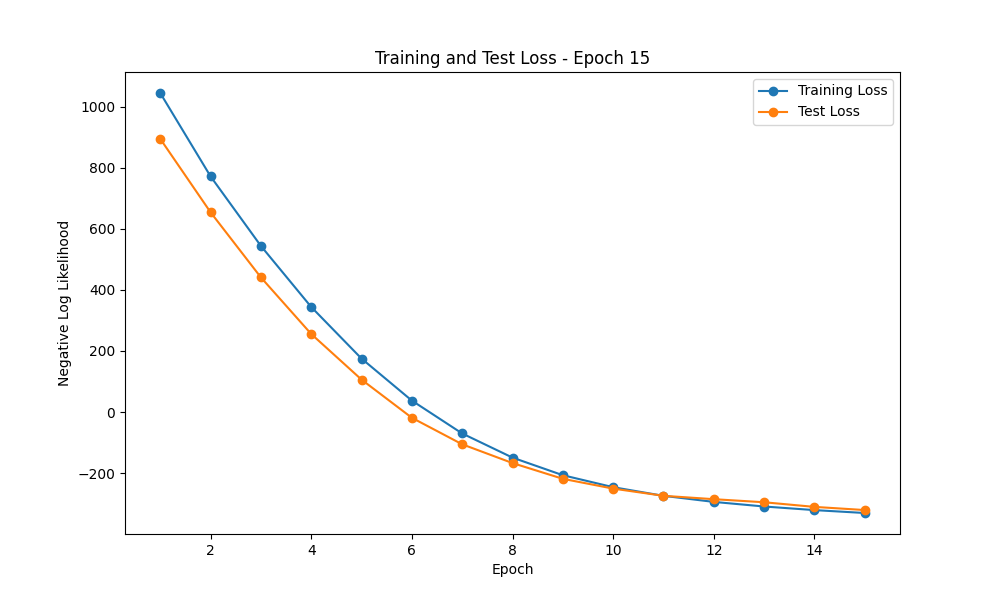 Training and Test Loss - Epoch 15
Training Loss
Test Loss
1000
800
600
400
200
0
−200
Negative Log Likelihood
2 4 6 8 10 12 14
Epoch